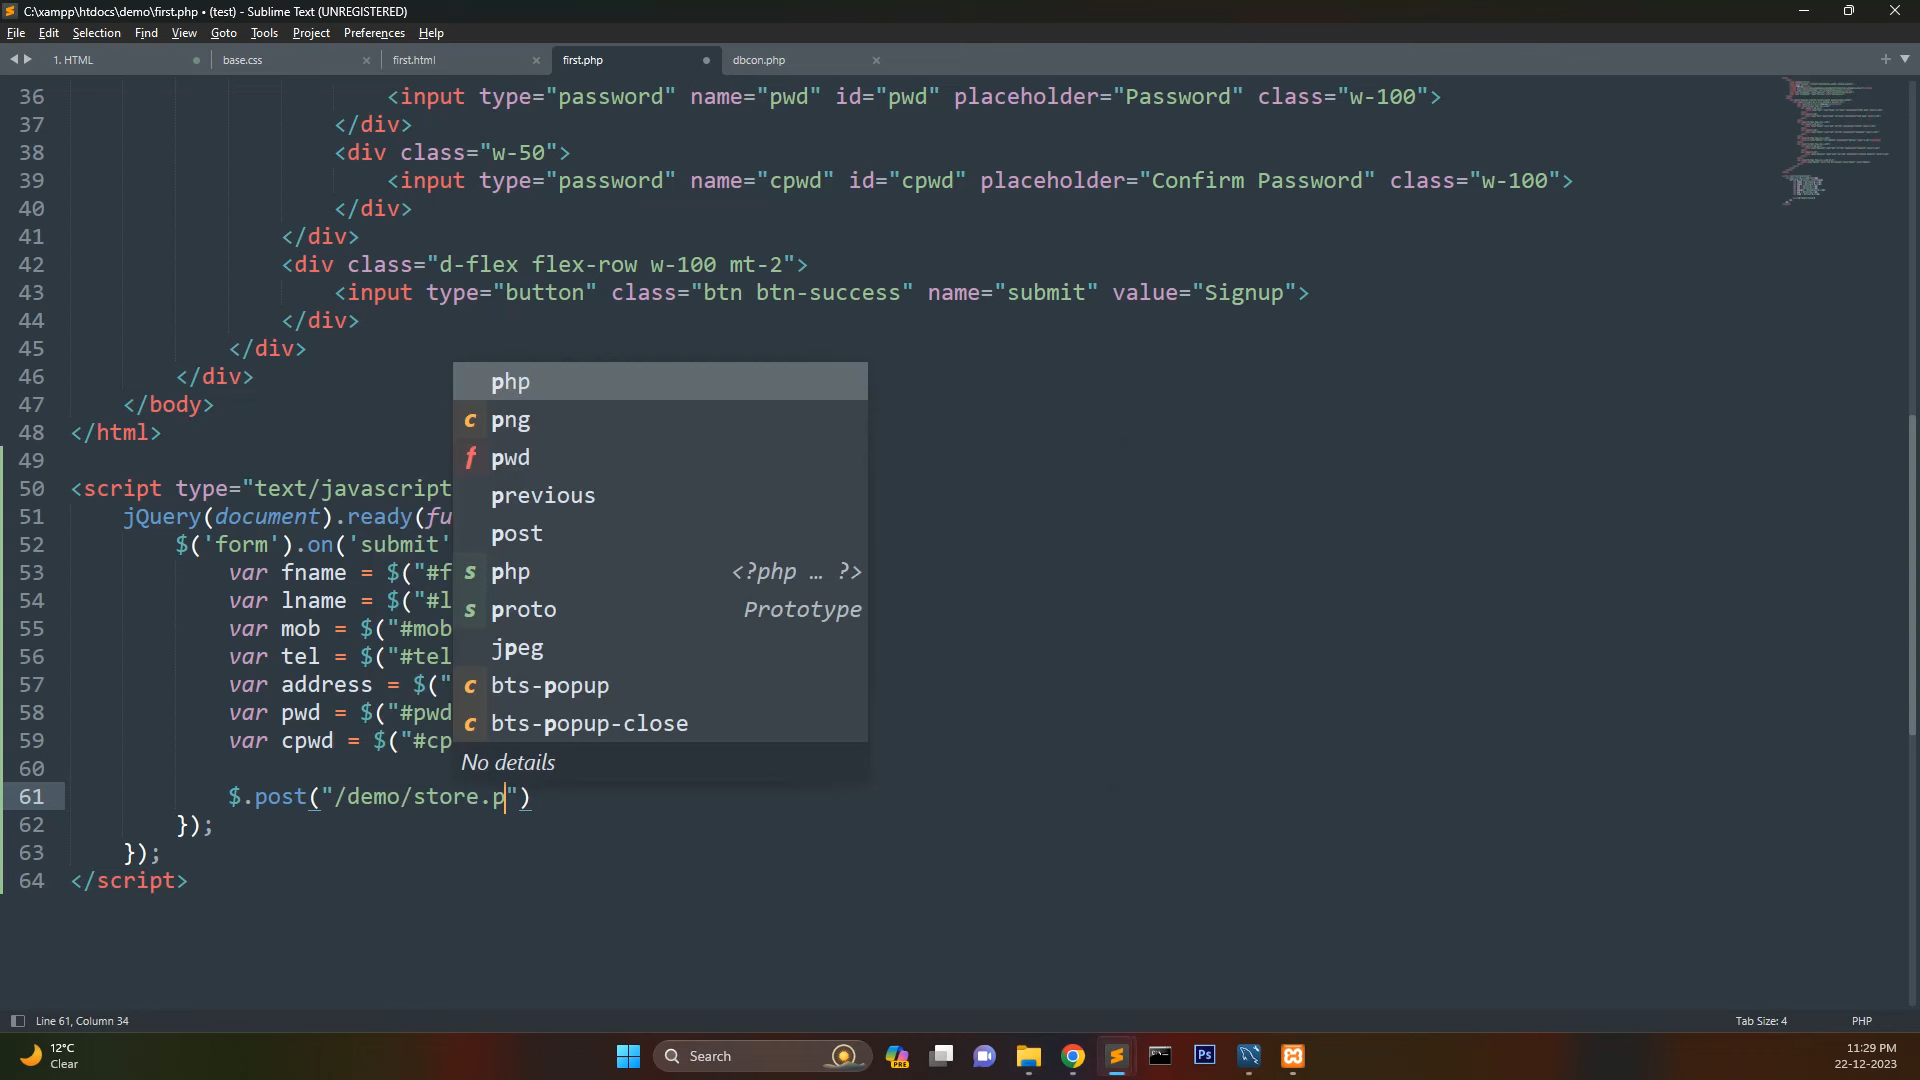 C:\xampp\htdocs\demo\first.php • (test) - Sublime Text (UNREGISTERED)
File Edit Selection Find View Goto Tools Project Preferences Help
1. HTML base.css first.html first.php dbcon.php
36 <input type="password" name="pwd" id="pwd" placeholder="Password" class="w-100">
37 </div>
38 <div class="w-50">
39 <input type="password" name="cpwd" id="cpwd" placeholder="Confirm Password" class="w-100">
40 </div>
41 </div>
42 <div class="d-flex flex-row w-100 mt-2">
43 <input type="button" class="btn btn-success" name="submit" value="Signup">
44 </div>
45 </div>
46 </div>
47 </body>
48 </html>
49
50 <script type="text/javascript
51 jQuery(document).ready(fu
52 $('form').on('submit'
53 var fname = $("#f
54 var lname = $("#l
55 var mob = $("#mob
56 var tel = $("#tel
57 var address = $("
58 var pwd = $("#pwd
59 var cpwd = $("#cp
60
61 $.post("/demo/store.p")
62 });
63 });
64 </script>
php
c png
f pwd
previous
post
s php <?php … ?>
s proto Prototype
jpeg
c bts-popup
c bts-popup-close
No details
Line 61, Column 34 Tab Size: 4 PHP
12°C
Clear
Search
PRE
Ps
11:29 PM
22-12-2023